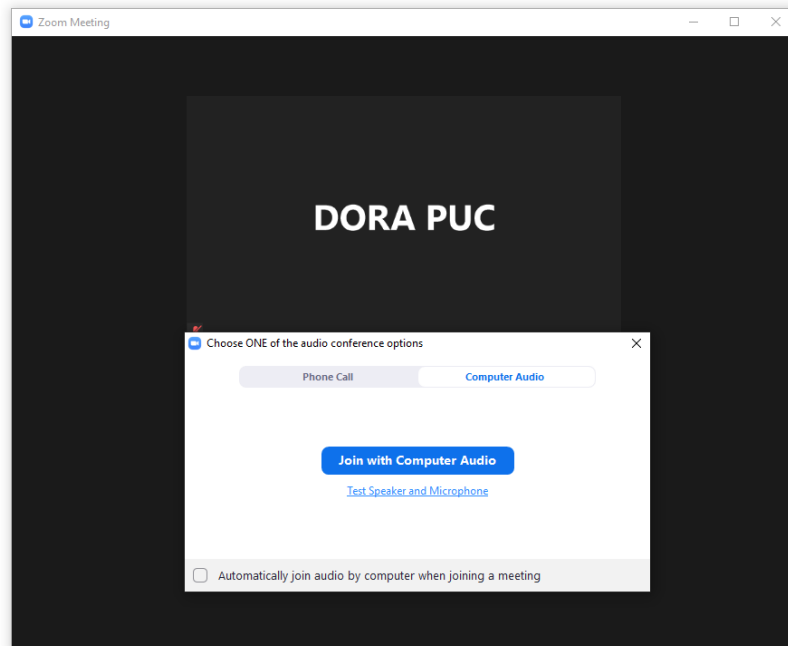 Zoom Meeting
DORA PUC
Choose ONE of the audio conference options
Phone Call
Computer Audio
Join with Computer Audio
Test Speaker and Microphone
Automatically join audio by computer when joining a meeting